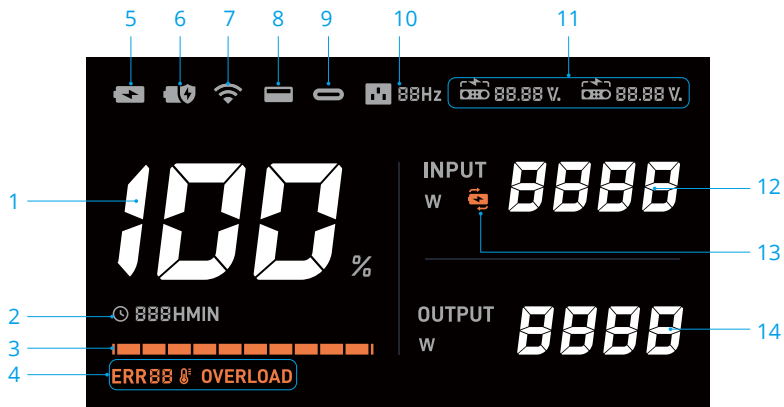 5 6 7 8 9 10 11
88Hz 88.88 V. 88.88 V.
1 100 %
INPUT
W 8888 12
13
2 888HMIN
3
4 ERR88 OVERLOAD
OUTPUT
W 8888 14